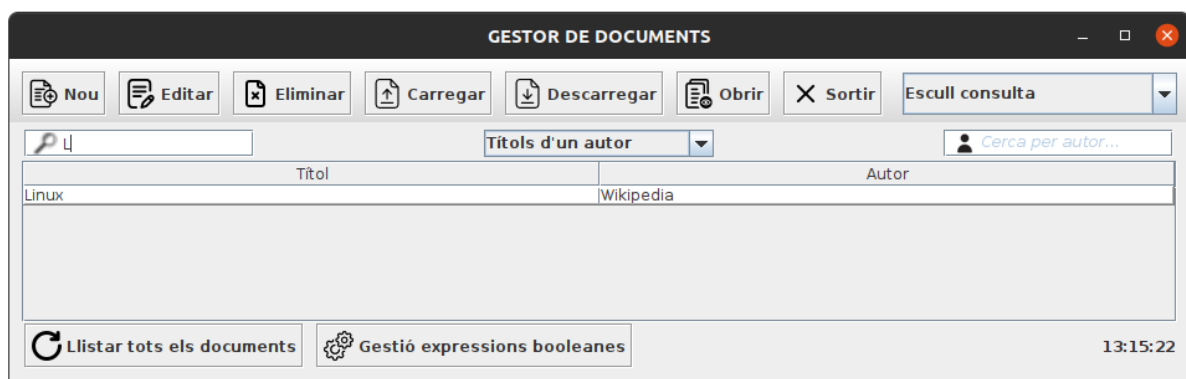 GESTOR DE DOCUMENTS
Nou Editar Eliminar Carregar Descarregar Obrir Sortir Escull consulta
L Títols d'un autor Cerca per autor...
Títol Autor
Linux Wikipedia
Llistar tots els documents Gestió expressions booleanes 13:15:22